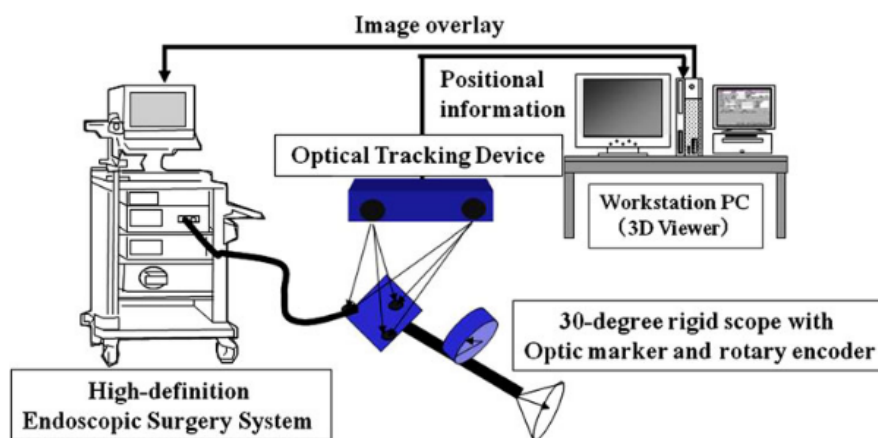 Image overlay
Positional
information
Optical Tracking Device
Workstation PC
(3D Viewer)
30-degree rigid scope with
Optic marker and rotary encoder
High-definition
Endoscopic Surgery System